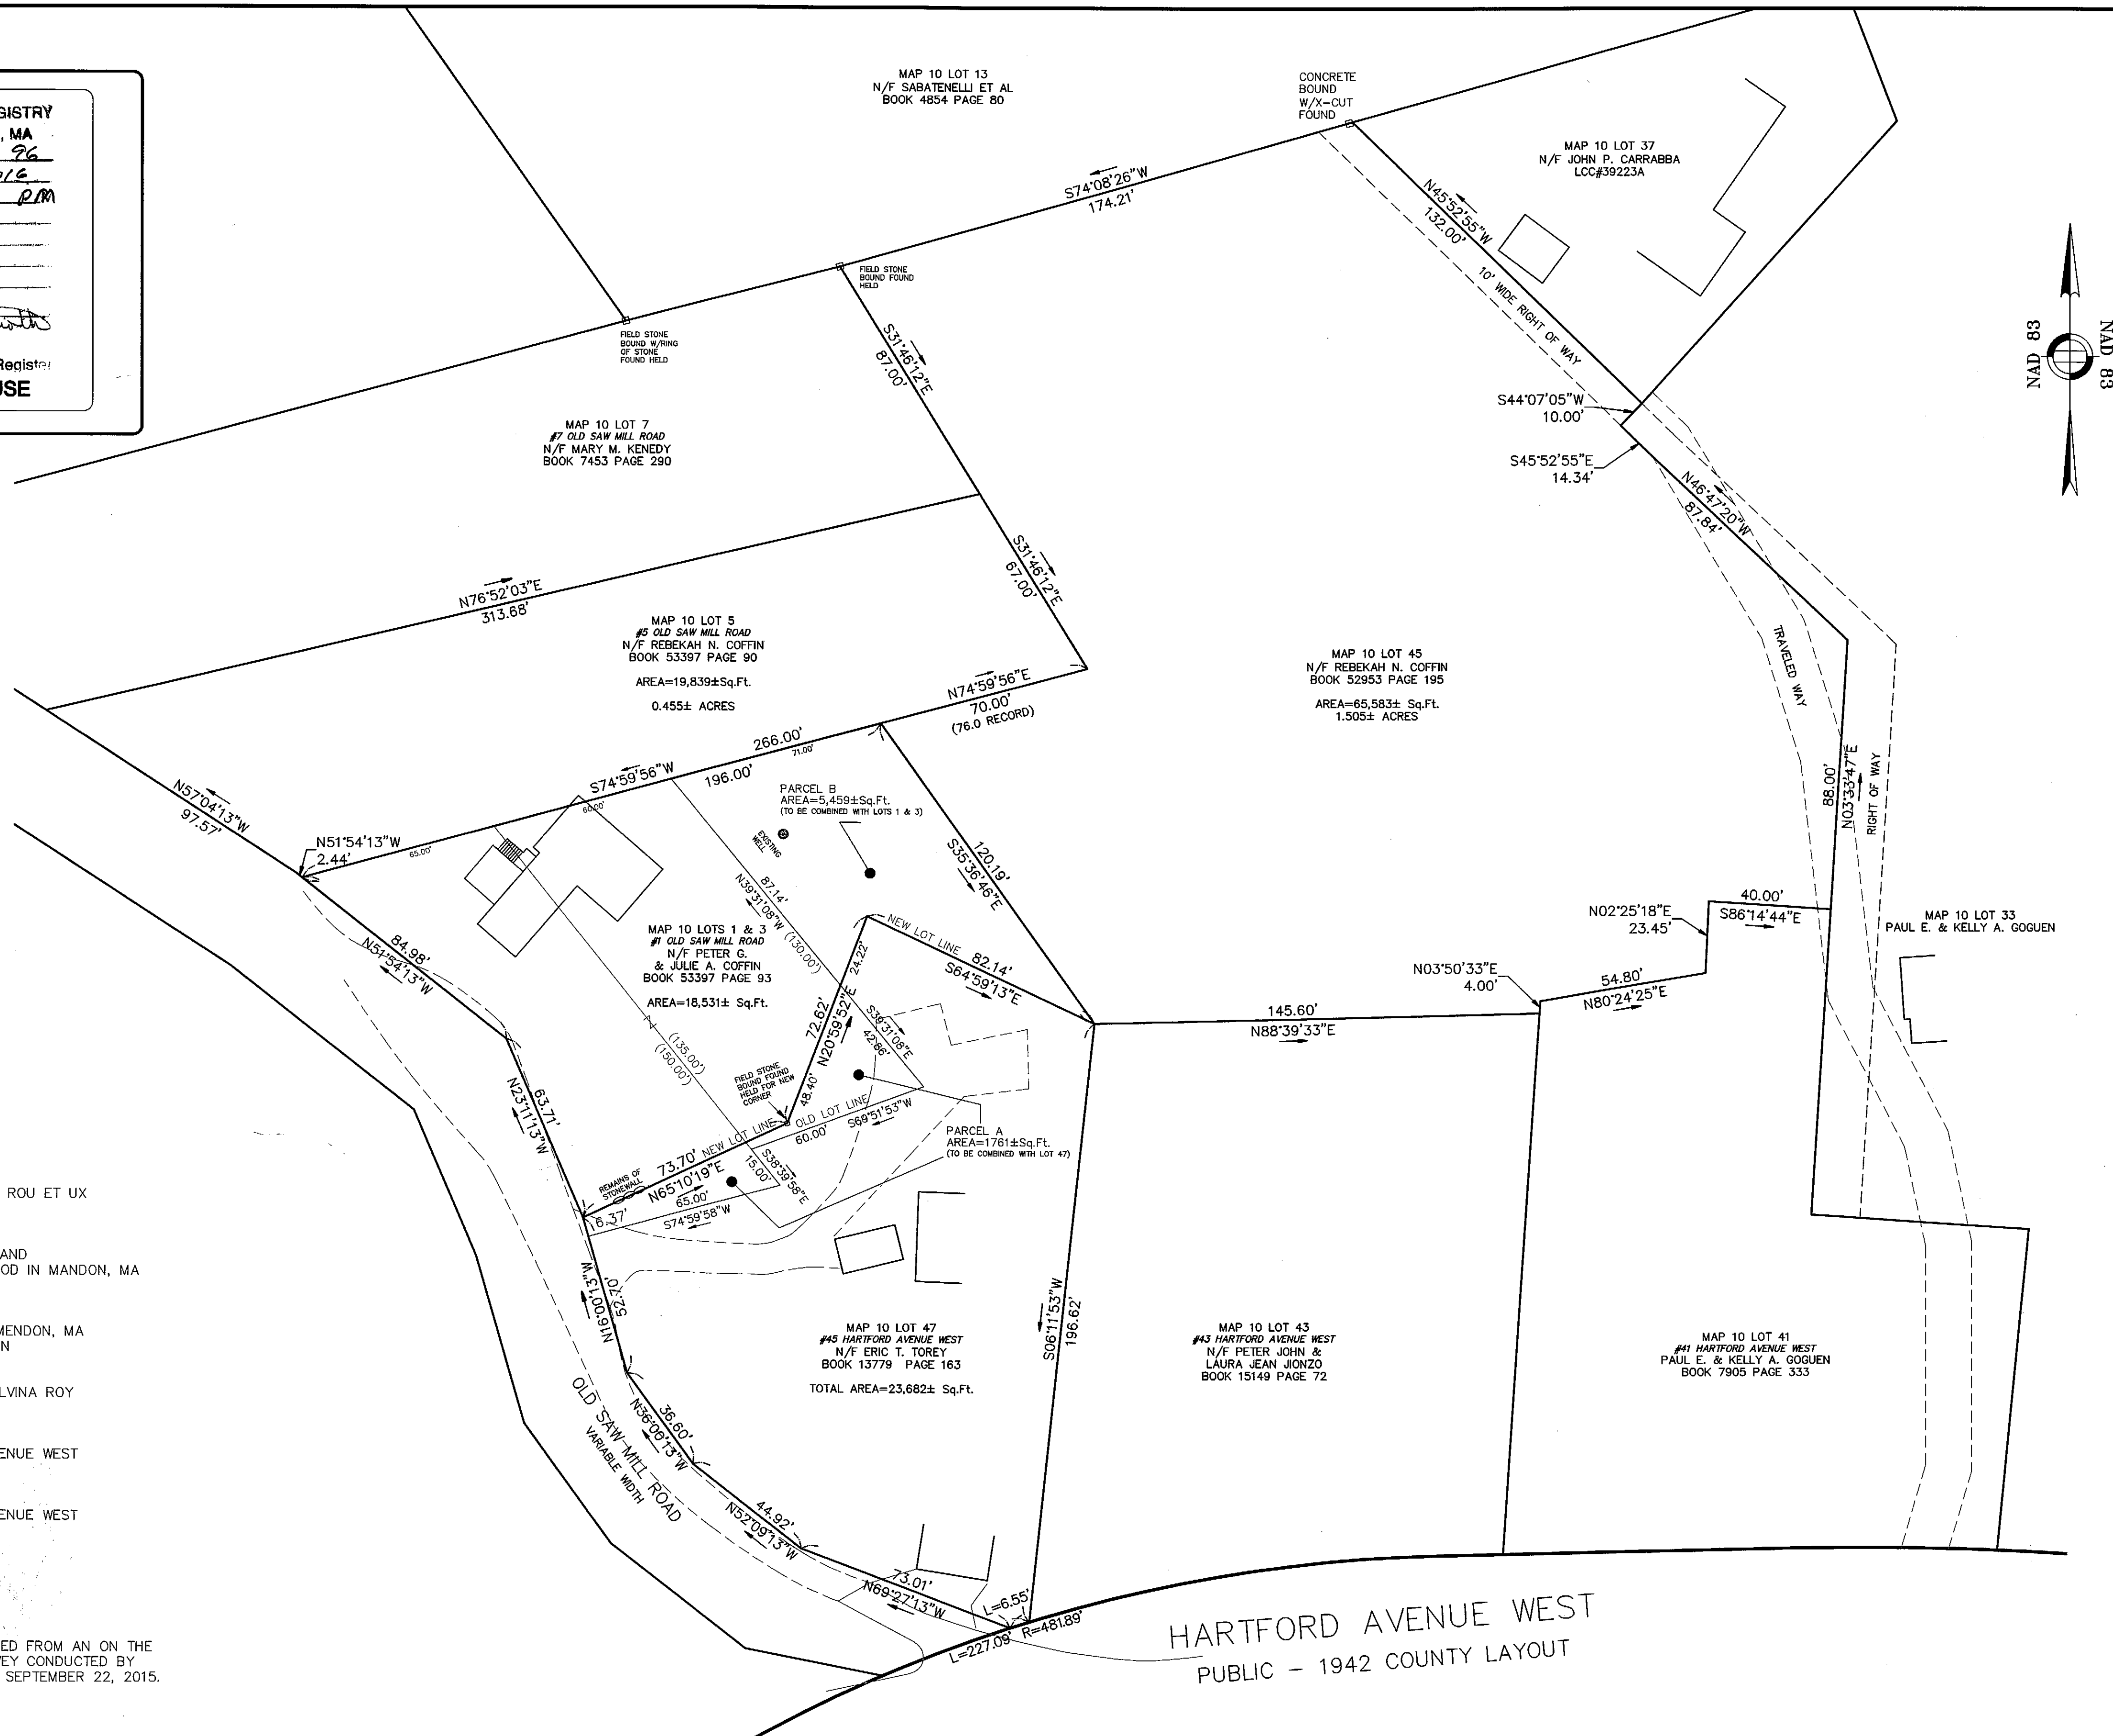 GISTRY
, MA
96
016
PM
Register
USE
MAP 10 LOT 13
N/F SABATENELLI ET AL
BOOK 4854 PAGE 80
CONCRETE
BOUND
W/X-CUT
FOUND
MAP 10 LOT 37
N/F JOHN P. CARRABBA
LCC#39223A
S74°08'26"W
174.21'
N45°52'55"W
132.00'
10' WIDE RIGHT OF WAY
NAD 83
NAD 83
FIELD STONE
BOUND FOUND
HELD
FIELD STONE
BOUND W/RING
OF STONE
FOUND HELD
S31°46'12"E
87.00'
S44°07'05"W
10.00'
S45°52'55"E
14.34'
MAP 10 LOT 7
#7 OLD SAW MILL ROAD
N/F MARY M. KENEDY
BOOK 7453 PAGE 290
N46°47'20"W
87.84'
S31°46'12"E
67.00'
N76°52'03"E
313.68'
MAP 10 LOT 5
#5 OLD SAW MILL ROAD
N/F REBEKAH N. COFFIN
BOOK 53397 PAGE 90
AREA=19,839±Sq.Ft.
0.455± ACRES
MAP 10 LOT 45
N/F REBEKAH N. COFFIN
BOOK 52953 PAGE 195
AREA=65,583± Sq.Ft.
1.505± ACRES
TRAVELED WAY
N74°59'56"E
70.00'
(76.0 RECORD)
266.00'
71.00'
S74°59'56"W
196.00'
60.00'
65.00'
N57°04'13"W
97.57'
N51°54'13"W
2.44'
PARCEL B
AREA=5,459±Sq.Ft.
(TO BE COMBINED WITH LOTS 1 & 3)
EXISTING
WELL
120.19'
S35°36'46"E
87.14'
N39°31'08"W (130.00')
88.00'
N03°33'47"E
RIGHT OF WAY
40.00'
S86°14'44"E
N02°25'18"E
23.45'
MAP 10 LOT 33
PAUL E. & KELLY A. GOGUEN
MAP 10 LOTS 1 & 3
#1 OLD SAW MILL ROAD
N/F PETER G.
& JULIE A. COFFIN
BOOK 53397 PAGE 93
AREA=18,531± Sq.Ft.
84.98'
N51°54'13"W
NEW LOT LINE
82.14'
S64°59'13"E
24.22'
72.62'
N20°59'52"E
48.40'
S39°31'08"E
42.86'
N03°50'33"E
4.00'
54.80'
N80°24'25"E
145.60'
N88°39'33"E
(135.00')
(150.00')
63.71'
N23°11'13"W
FIELD STONE
BOUND FOUND
HELD FOR NEW
CORNER
OLD LOT LINE
60.00'
S69°51'53"W
PARCEL A
AREA=1761±Sq.Ft.
(TO BE COMBINED WITH LOT 47)
73.70' NEW LOT LINE
N65°10'19"E
REMAINS OF
STONEWALL
S38°39'58"E
15.00'
65.00'
S74°59'58"W
6.37'
N16°00'13"W
52.70'
S06°11'53"W
196.62'
MAP 10 LOT 47
#45 HARTFORD AVENUE WEST
N/F ERIC T. TOREY
BOOK 13779 PAGE 163
TOTAL AREA=23,682± Sq.Ft.
MAP 10 LOT 43
#43 HARTFORD AVENUE WEST
N/F PETER JOHN &
LAURA JEAN JIONZO
BOOK 15149 PAGE 72
MAP 10 LOT 41
#41 HARTFORD AVENUE WEST
PAUL E. & KELLY A. GOGUEN
BOOK 7905 PAGE 333
36.60'
N36°06'13"W
OLD SAW MILL ROAD
VARIABLE WIDTH
44.92'
N52°09'13"W
73.01'
N69°27'13"W
L=6.55'
L=227.09' R=481.89'
HARTFORD AVENUE WEST
PUBLIC - 1942 COUNTY LAYOUT
ROU ET UX
AND
OD IN MANDON, MA
MENDON, MA
N
LVINA ROY
ENUE WEST
ENUE WEST
ED FROM AN ON THE
EY CONDUCTED BY
SEPTEMBER 22, 2015.